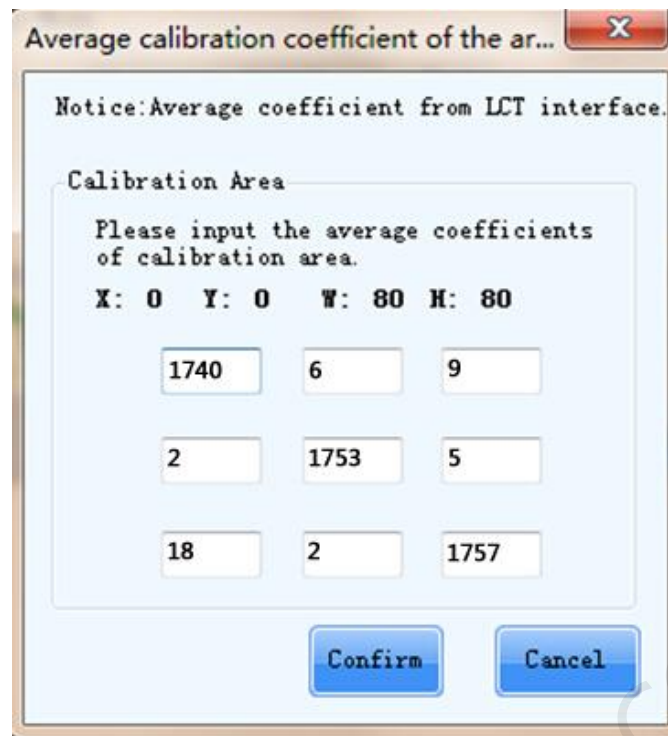 Average calibration coefficient of the ar...
Notice:Average coefficient from LCT interface.
Calibration Area
Please input the average coefficients
of calibration area.
X: 0 Y: 0 W: 80 H: 80
1740 6 9
2 1753 5
18 2 1757
Confirm Cancel